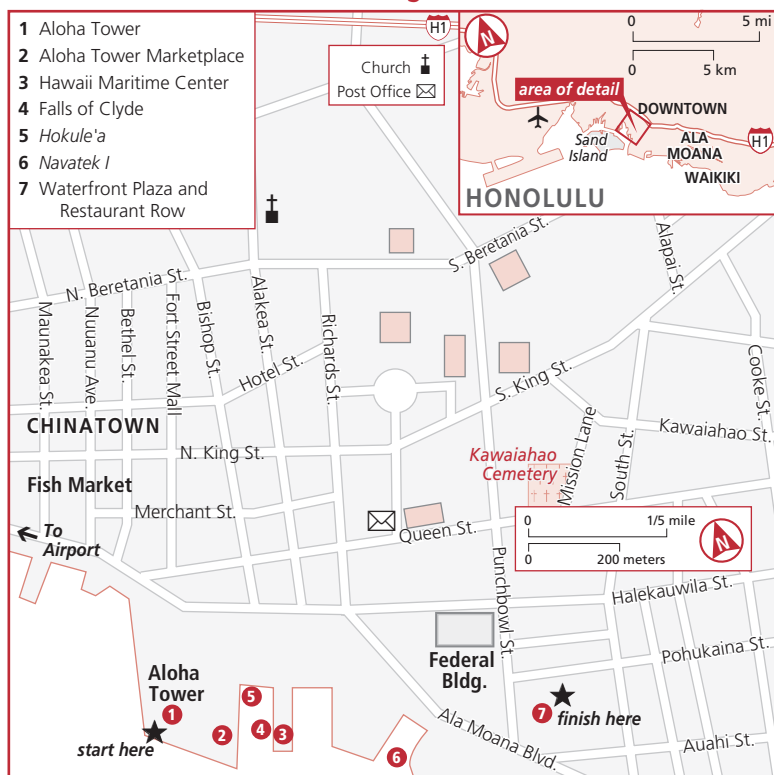 1 Aloha Tower
2 Aloha Tower Marketplace
3 Hawaii Maritime Center
4 Falls of Clyde
5 Hokule'a
6 Navatek I
7 Waterfront Plaza and
Restaurant Row
Church
Post Office
H1
0 5 mi
0 5 km
N
area of detail
DOWNTOWN
Sand
Island
ALA
MOANA
H1
WAIKIKI
HONOLULU
N. Beretania St.
S. Beretania St.
Alapai St.
Maunakea St.
Nuuanu Ave.
Bethel St.
Fort Street Mall
Bishop St.
Alakea St.
Richards St.
Hotel St.
S. King St.
Cooke St.
CHINATOWN
N. King St.
Kawaiahao St.
Kawaiahao
Cemetery
Mission Lane
South St.
Fish Market
Merchant St.
To
Airport
Queen St.
0 1/5 mile
0 200 meters
N
Punchbowl St.
Halekauwila St.
Federal
Bldg.
Pohukaina St.
Aloha
Tower
1
start here
2
5
4
3
6
Ala Moana Blvd.
7
finish here
Auahi St.